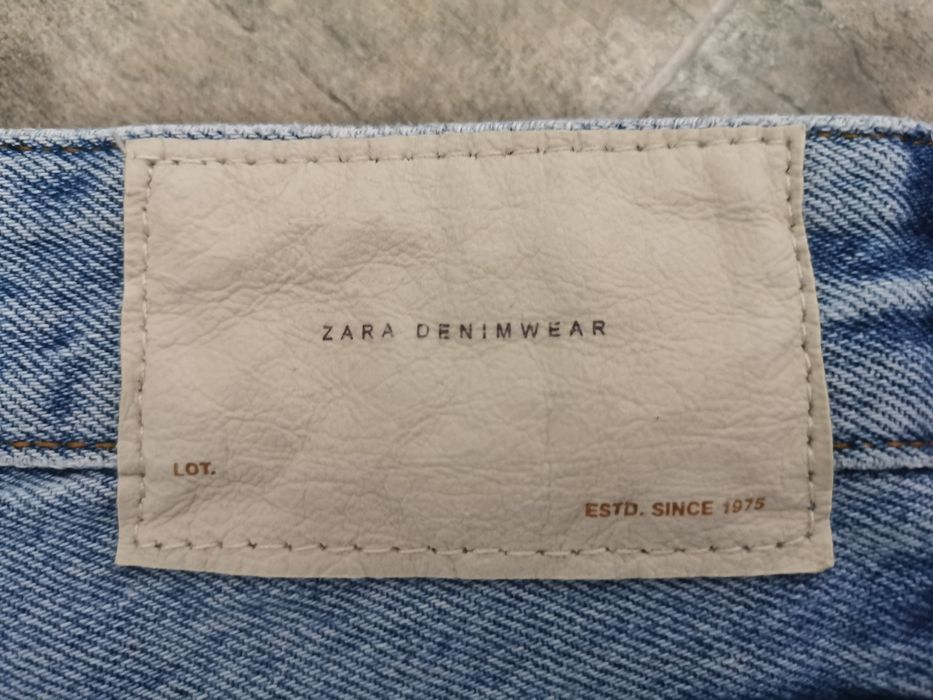 ZARA DENIMWEAR
LOT.
ESTD. SINCE 1975